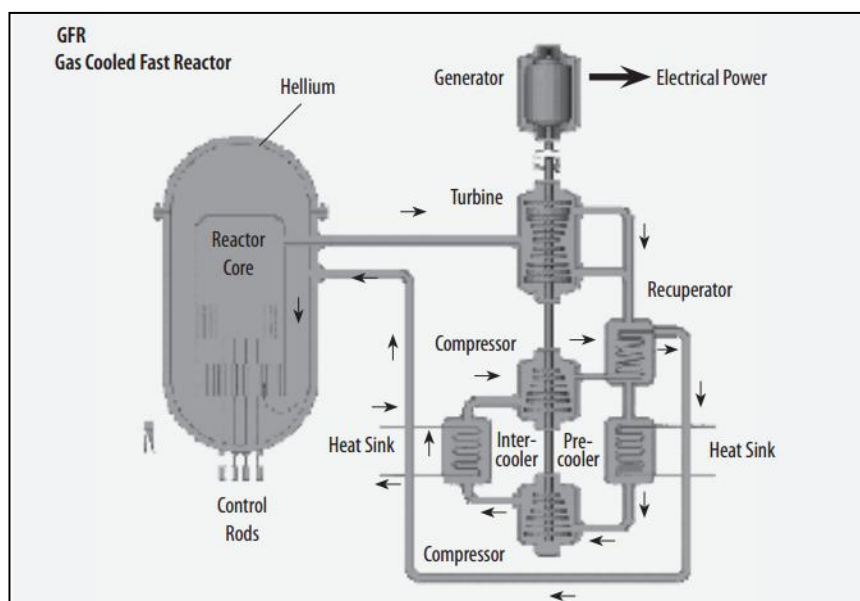 GFR
Gas Cooled Fast Reactor
Hellium
Generator
Electrical Power
Turbine
Reactor
Core
Recuperator
Compressor
Heat Sink
Inter-
cooler
Pre-
cooler
Heat Sink
Control
Rods
Compressor